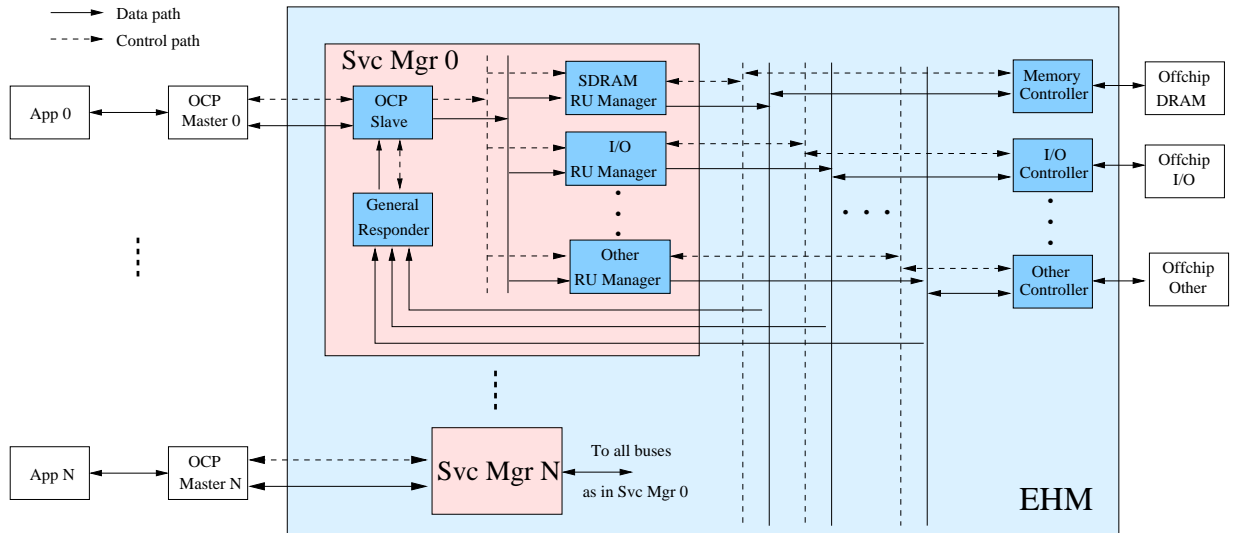 Data path
Control path
Svc Mgr 0
App 0
OCP
Master 0
OCP
Slave
General
Responder
SDRAM
RU Manager
I/O
RU Manager
Other
RU Manager
Memory
Controller
I/O
Controller
Other
Controller
Offchip
DRAM
Offchip
I/O
Offchip
Other
App N
OCP
Master N
Svc Mgr N
To all buses
as in Svc Mgr 0
EHM